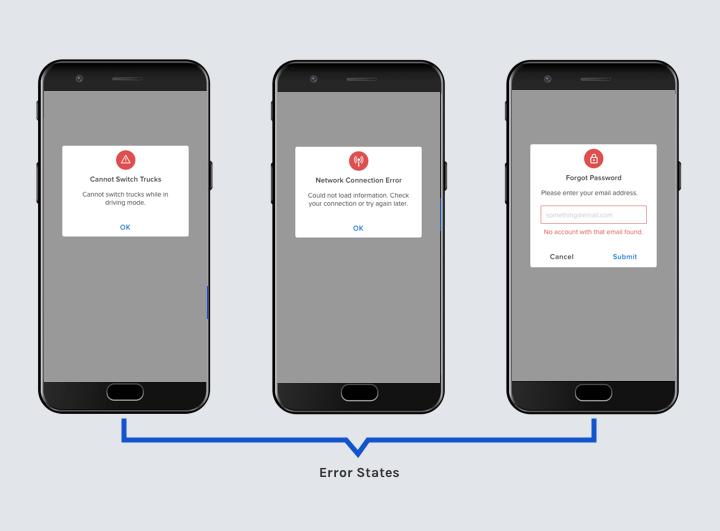 Cannot Switch Trucks
Cannot switch trucks while in
driving mode.
OK
Network Connection Error
Could not load information. Check
your connection or try again later.
OK
Forgot Password
Please enter your email address.
something@email.com
No account with that email found.
Cancel Submit
Error States